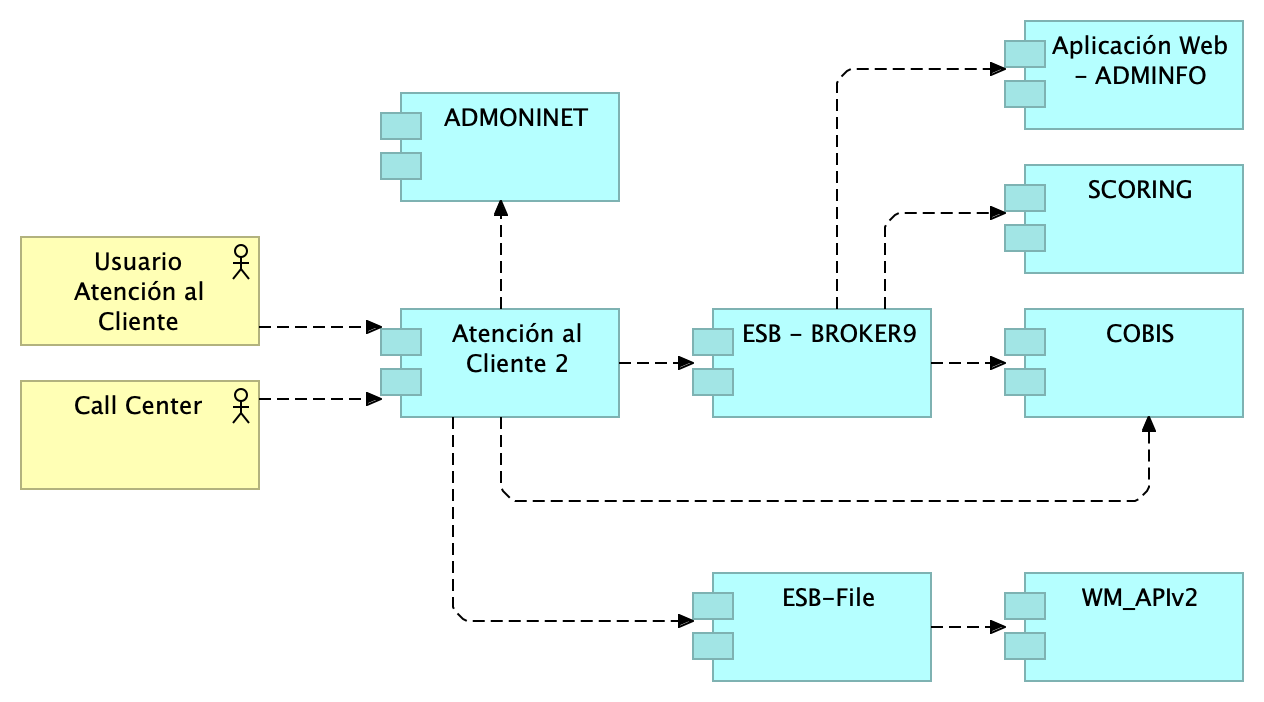 Aplicación Web
– ADMINFO
ADMONINET
SCORING
Usuario
Atención al
Cliente
Atención al
Cliente 2
ESB – BROKER9
COBIS
Call Center
ESB-File
WM_APIv2